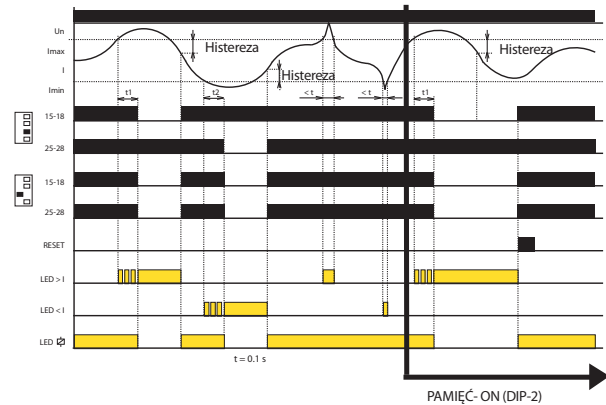 Un
Imax
Histereza
Histereza
I
Histereza
Imin
t1
t2
< t
< t
t1
15-18
25-28
15-18
25-28
RESET
LED > I
LED < I
LED
t = 0.1 s
PAMIĘĆ- ON (DIP-2)